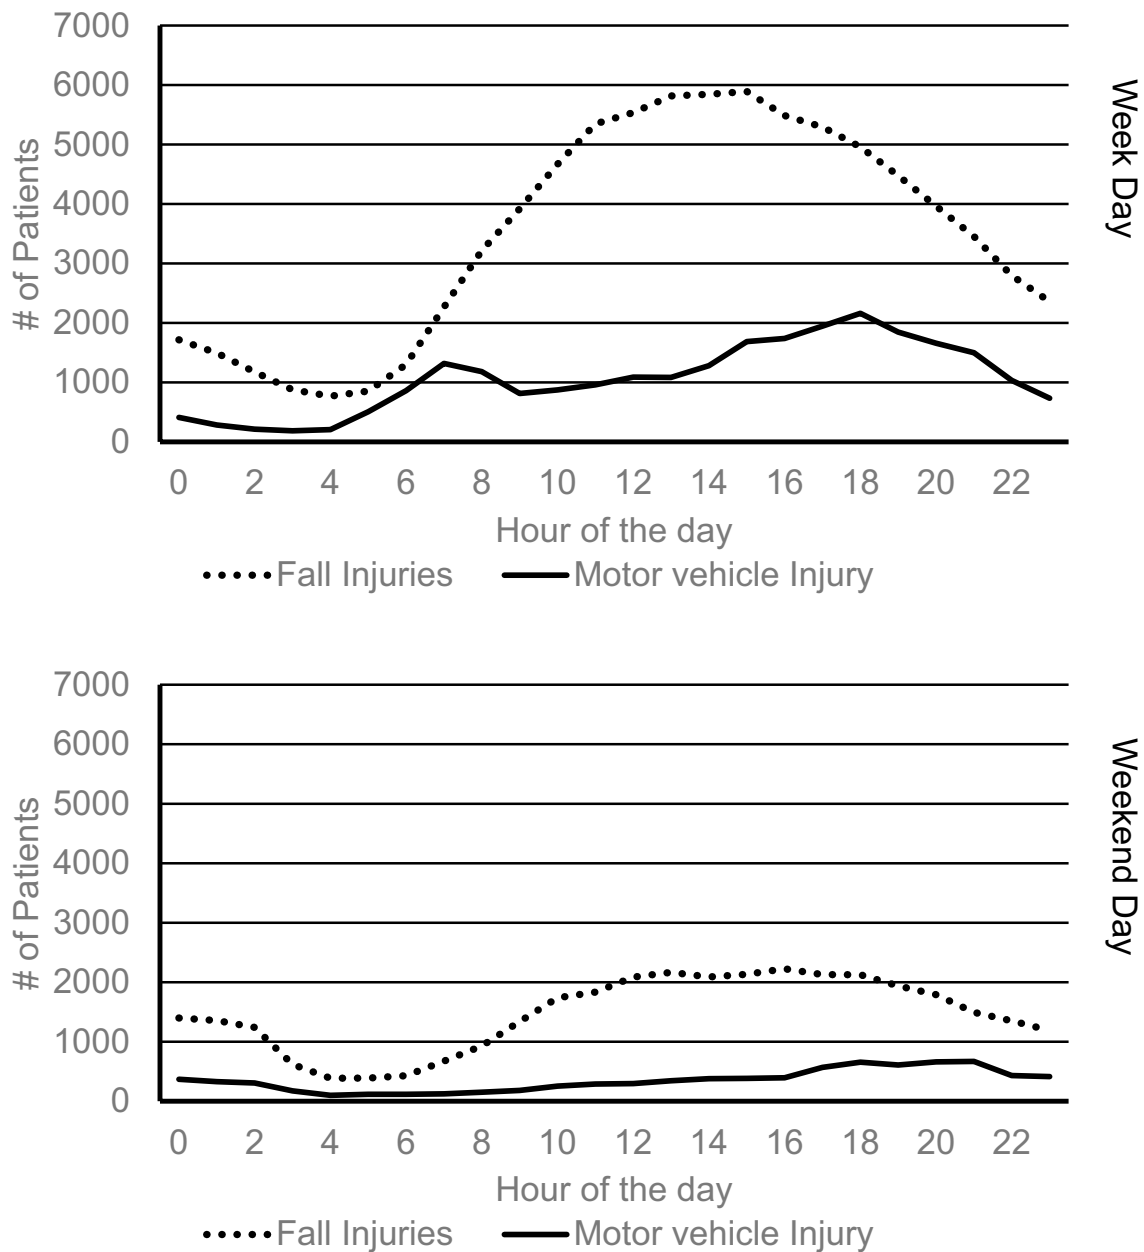 7000
6000
5000
4000
3000
2000
1000
0
# of Patients
Week Day
0 2 4 6 8 10 12 14 16 18 20 22
Hour of the day
Fall Injuries Motor vehicle Injury
7000
6000
5000
4000
3000
2000
1000
0
# of Patients
Weekend Day
0 2 4 6 8 10 12 14 16 18 20 22
Hour of the day
Fall Injuries Motor vehicle Injury